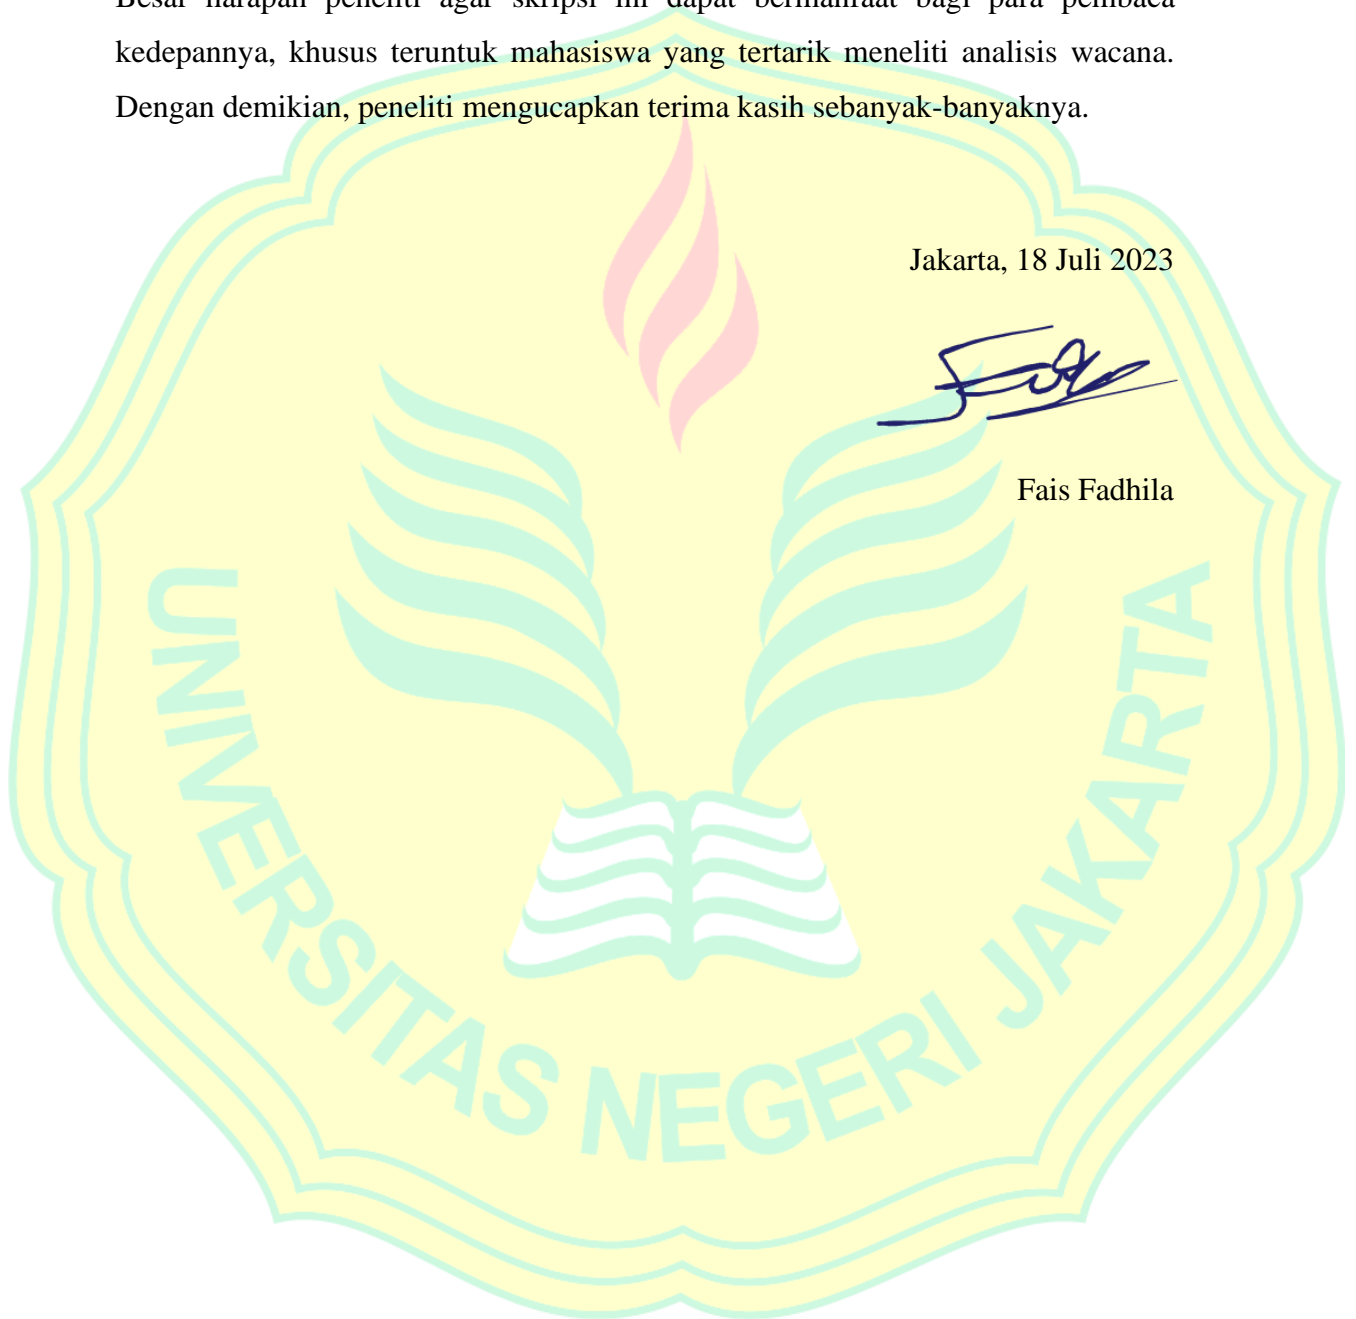 Besar harapan peneliti agar skripsi ini dapat bermanfaat bagi para pembaca
kedepannya, khusus teruntuk mahasiswa yang tertarik meneliti analisis wacana.
Dengan demikian, peneliti mengucapkan terima kasih sebanyak-banyaknya.
Jakarta, 18 Juli 2023
Fais Fadhila
UNIVERSITAS NEGERI JAKARTA